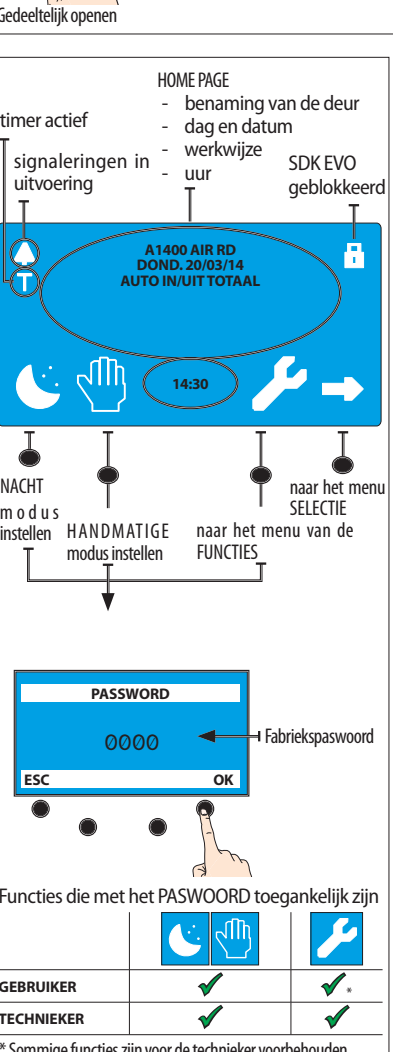 Gedeeltelijk openen
HOME PAGE
- benaming van de deur
- dag en datum
- werkwijze
- uur
timer actief
signaleringen in
uitvoering
SDK EVO
geblokkeerd
A1400 AIR RD
DOND. 20/03/14
AUTO IN/UIT TOTAAL
T
14:30
NACHT
modus
instellen
HANDMATIGE
modus instellen
naar het menu van de
FUNCTIES
naar het menu
SELECTIE
PASSWORD
0000
Fabriekspaswoord
ESC OK
Functies die met het PASWOORD toegankelijk zijn
GEBRUIKER
*
TECHNIEKER
* Sommige functies zijn voor de technieker voorbehouden